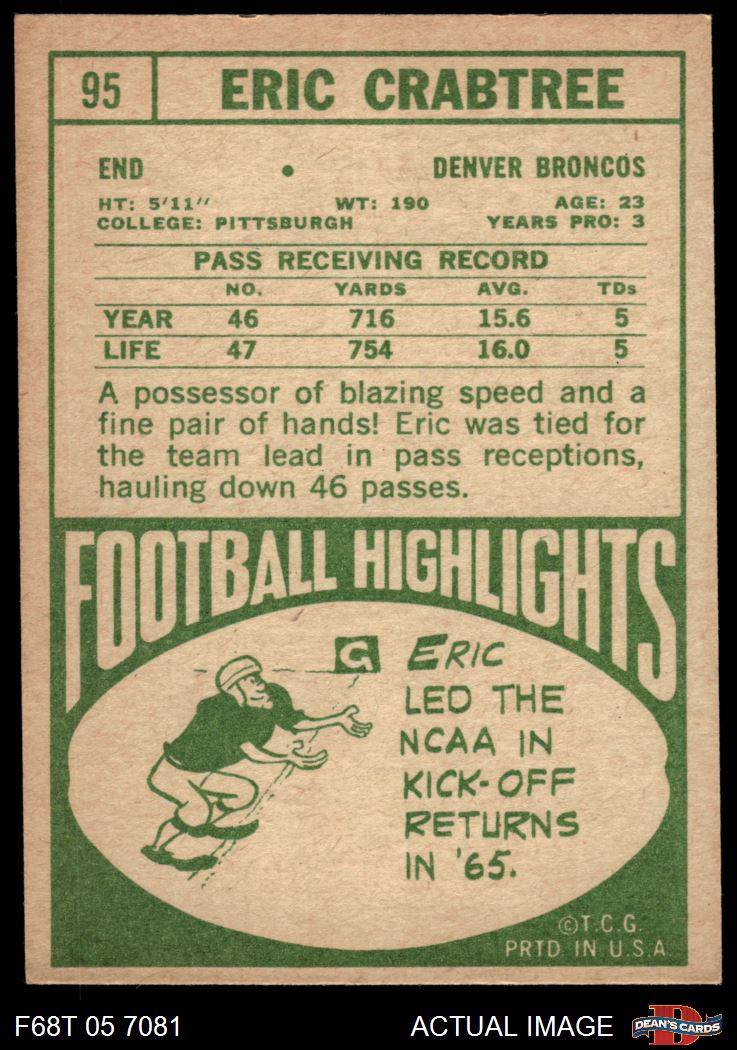 95 ERIC CRABTREE
END • DENVER BRONCOS
HT: 5'11" WT: 190 AGE: 23
COLLEGE: PITTSBURGH YEARS PRO: 3
PASS RECEIVING RECORD
NO. YARDS AVG. TDs
YEAR 46 716 15.6 5
LIFE 47 754 16.0 5
A possessor of blazing speed and a
fine pair of hands! Eric was tied for
the team lead in pass receptions,
hauling down 46 passes.
FOOTBALL HIGHLIGHTS
G ERIC
LED THE
NCAA IN
KICK-OFF
RETURNS
IN '65.
©T.C.G.
PRTD IN U.S.A
F68T 05 7081 ACTUAL IMAGE D DEAN'S CARDS